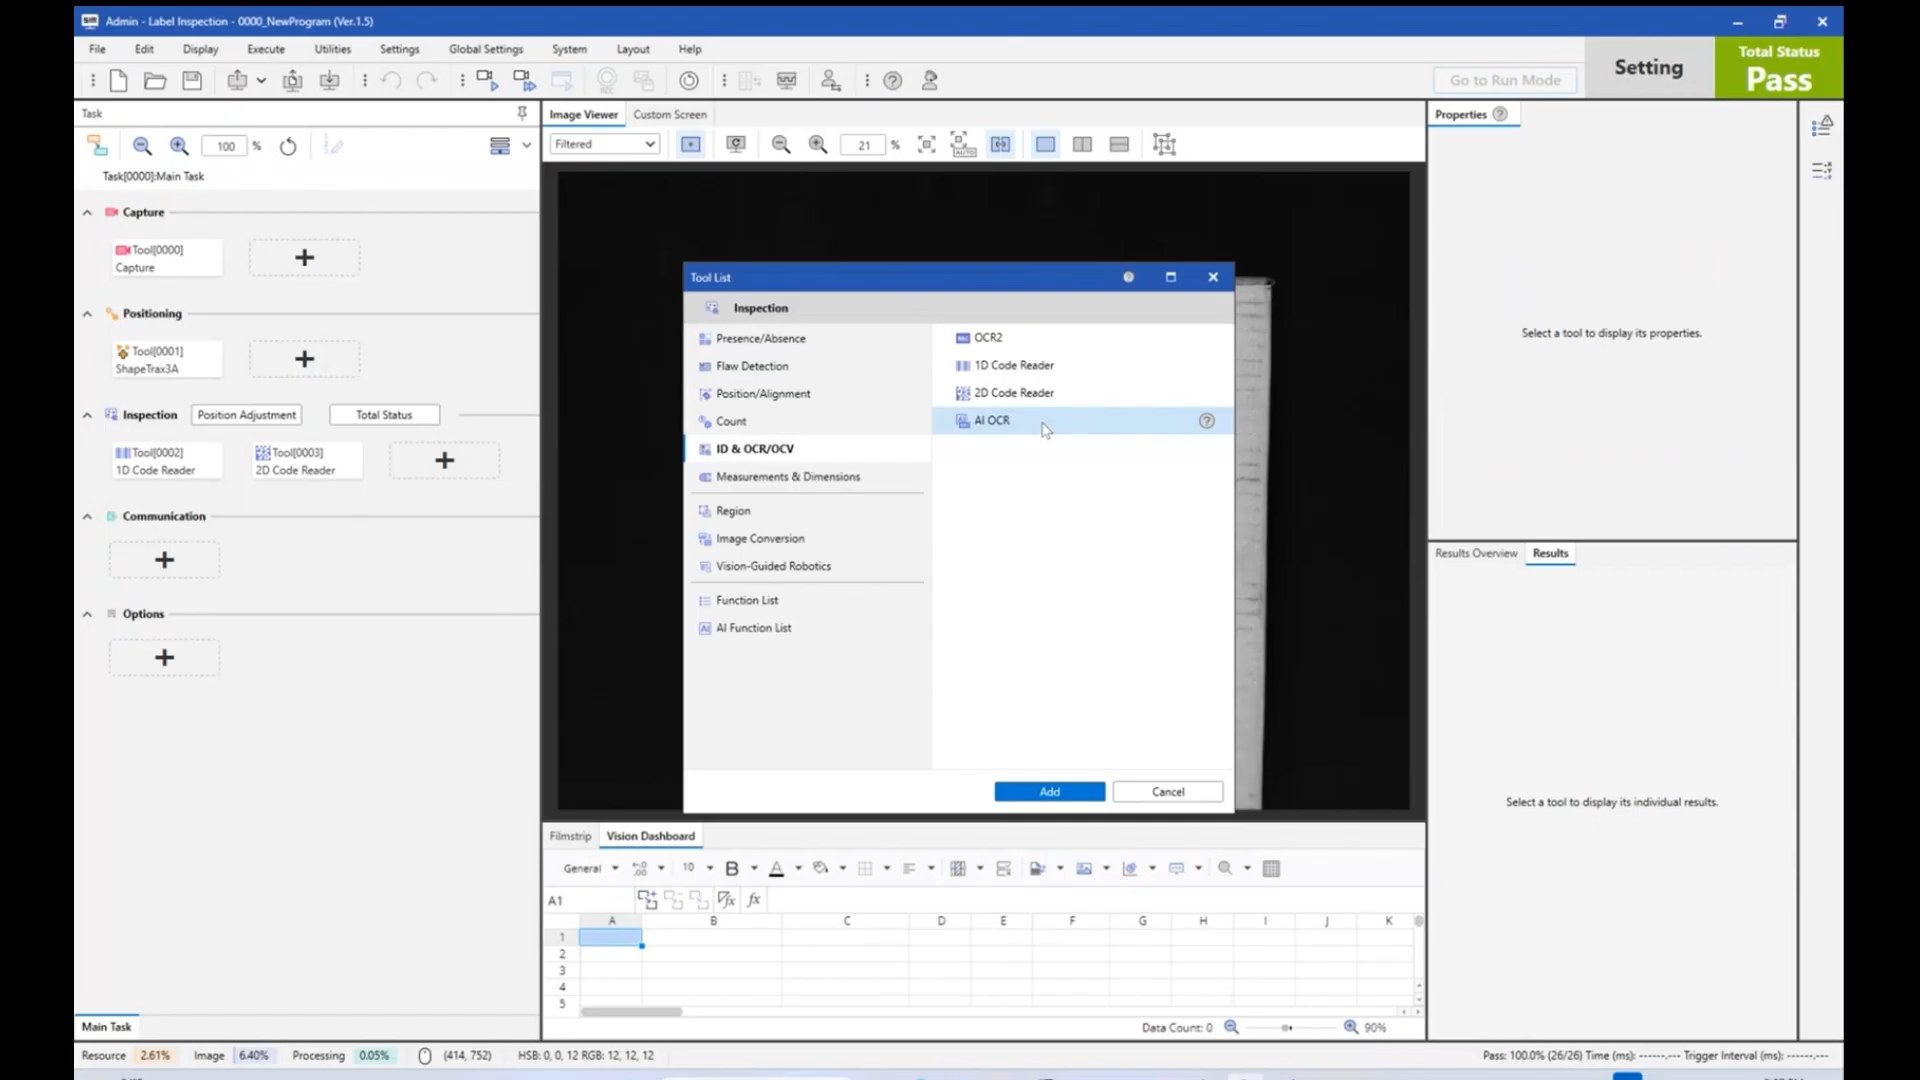 Admin - Label Inspection - 0000_NewProgram (Ver.1.5)
File Edit Display Execute Utilities Settings Global Settings System Layout Help
Go to Run Mode
Setting
Total Status
Pass
Task
100 %
Task[0000]:Main Task
Capture
Tool[0000]
Capture
Positioning
Tool[0001]
ShapeTrax3A
Inspection Position Adjustment Total Status
Tool[0002]
1D Code Reader
Tool[0003]
2D Code Reader
Communication
Options
Main Task
Image Viewer Custom Screen
Filtered
21 %
AUTO
Tool List
Inspection
Presence/Absence
Flaw Detection
Position/Alignment
Count
ID & OCR/OCV
Measurements & Dimensions
Region
Image Conversion
Vision-Guided Robotics
Function List
AI Function List
OCR2
1D Code Reader
2D Code Reader
AI OCR
Add Cancel
Properties
Select a tool to display its properties.
Results Overview Results
Select a tool to display its individual results.
Filmstrip Vision Dashboard
General 10 B A
A1 fx
A B C D E F G H I J K
1
2
3
4
5
Data Count: 0 90%
Resource 2.61% Image 6.40% Processing 0.05% (414, 752) HSB: 0, 0, 12 RGB: 12, 12, 12
Pass: 100.0% (26/26) Time (ms): ------.--- Trigger Interval (ms): ------.---